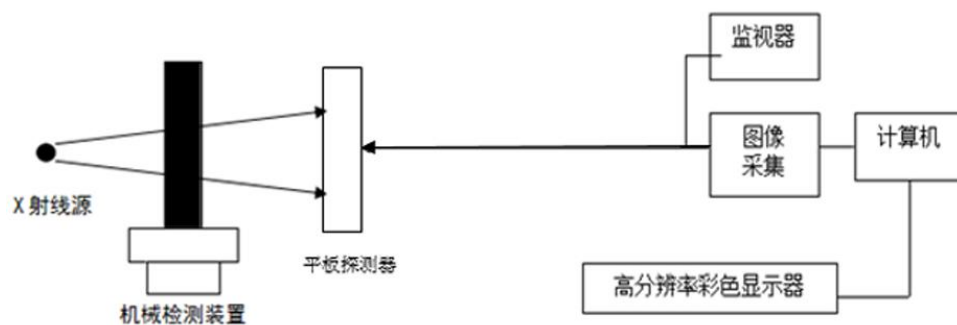 监视器
图像
采集
计算机
X射线源
平板探测器
高分辨率彩色显示器
机械检测装置